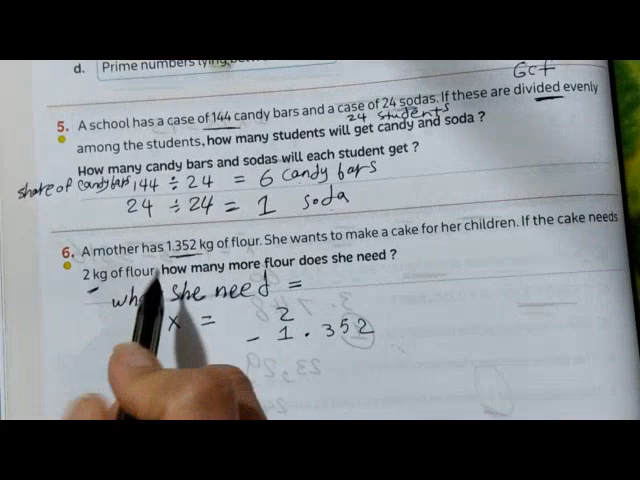 d. Prime numbers lying
GCF
5. A school has a case of 144 candy bars and a case of 24 sodas. If these are divided evenly
24 students
among the students, how many students will get candy and soda ?
How many candy bars and sodas will each student get ?
share of candy bars 144 ÷ 24 = 6 candy bars
24 ÷ 24 = 1 soda
6. A mother has 1.352 kg of flour. She wants to make a cake for her children. If the cake needs
2 kg of flour, how many more flour does she need ?
she need =
x = 2
- 1.352